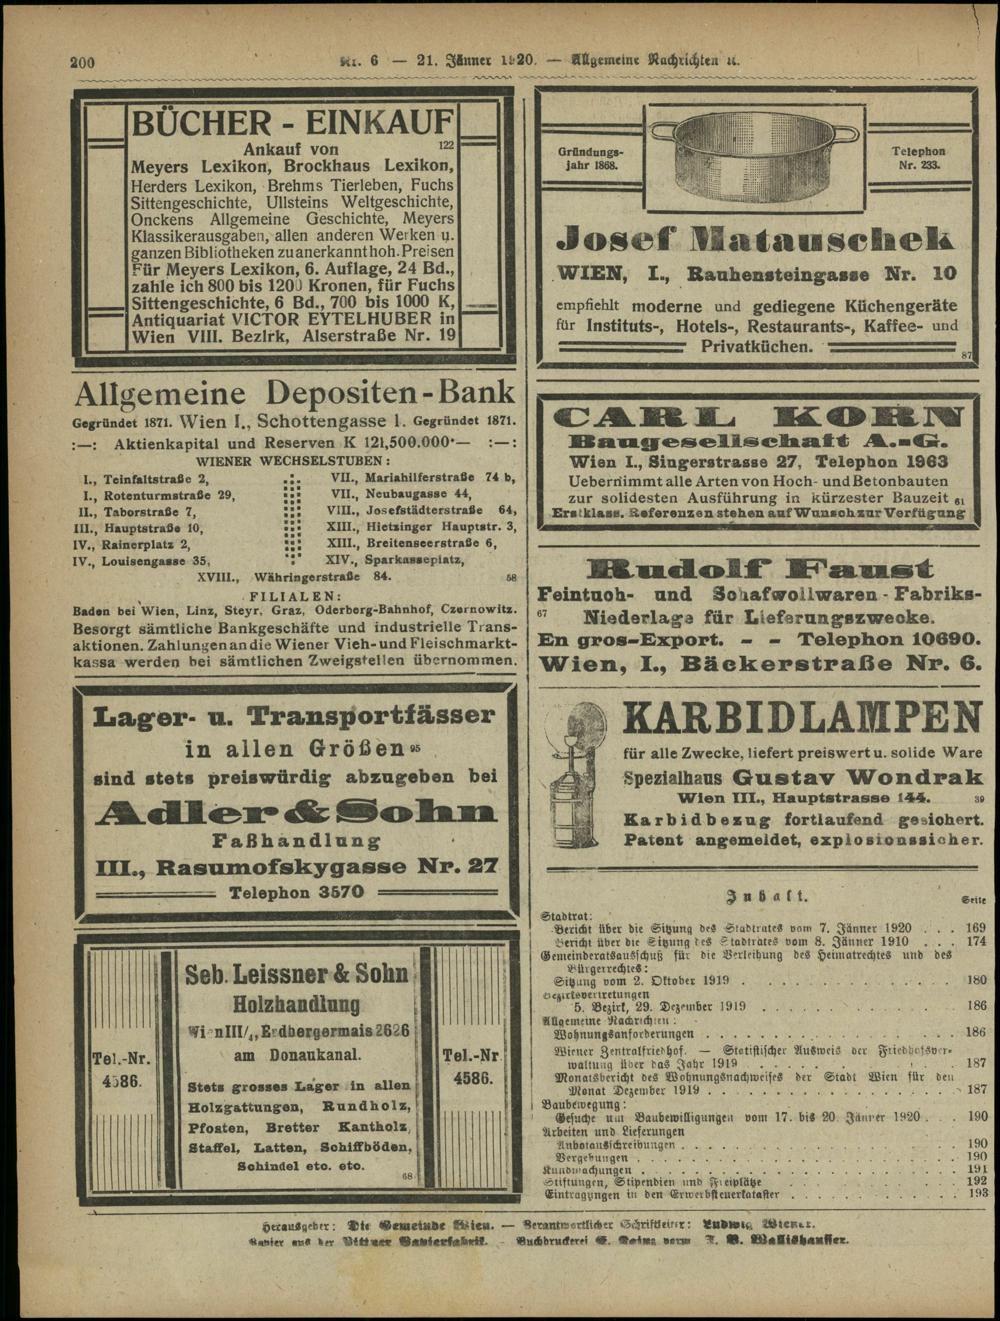 200
Nr. 6 — 21. Jänner 1920. — Allgemeine Nachrichten u.
BÜCHER - EINKAUF
Ankauf von 122
Meyers Lexikon, Brockhaus Lexikon,
Herders Lexikon, Brehms Tierleben, Fuchs
Sittengeschichte, Ullsteins Weltgeschichte,
Onckens Allgemeine Geschichte, Meyers
Klassikerausgaben, allen anderen Werken u.
ganzen Bibliotheken zu anerkannt hoh. Preisen
Für Meyers Lexikon, 6. Auflage, 24 Bd.,
zahle ich 800 bis 1200 Kronen, für Fuchs
Sittengeschichte, 6 Bd., 700 bis 1000 K,
Antiquariat VICTOR EYTELHUBER in
Wien VIII. Bezirk, Alserstraße Nr. 19
Allgemeine Depositen-Bank
Gegründet 1871. Wien I., Schottengasse 1. Gegründet 1871.
:—: Aktienkapital und Reserven K 121,500.000·— :—:
WIENER WECHSELSTUBEN:
I., Teinfaltstraße 2, VII., Mariahilferstraße 74 b,
I., Rotenturmstraße 29, VII., Neubaugasse 44,
II., Taborstraße 7, VIII., Josefstädterstraße 64,
III., Hauptstraße 10, XIII., Hietzinger Hauptstr. 3,
IV., Rainerplatz 2, XIII., Breitenseerstraße 6,
IV., Louisengasse 35, XIV., Sparkasseplatz,
XVIII., Währingerstraße 84. 58
FILIALEN:
Baden bei Wien, Linz, Steyr, Graz, Oderberg-Bahnhof, Czernowitz.
Besorgt sämtliche Bankgeschäfte und industrielle Trans-
aktionen. Zahlungen an die Wiener Vieh- und Fleischmarkt-
kassa werden bei sämtlichen Zweigstellen übernommen.
Lager- u. Transportfässer
in allen Größen 95
sind stets preiswürdig abzugeben bei
Adler & Sohn
Faßhandlung
III., Rasumofskygasse Nr. 27
Telephon 3570
Seb. Leissner & Sohn
Holzhandlung
Wien III/4, Erdbergermais 2626
am Donaukanal.
Tel.-Nr. 4586.
Tel.-Nr. 4586.
Stets grosses Lager in allen
Holzgattungen, Rundholz,
Pfosten, Bretter Kantholz,
Staffel, Latten, Schiffböden,
Schindel etc. etc.
68
Gründungs-
jahr 1868.
Telephon
Nr. 233.
Josef Matauschek
WIEN, I., Rauhensteingasse Nr. 10
empfiehlt moderne und gediegene Küchengeräte
für Instituts-, Hotels-, Restaurants-, Kaffee- und
Privatküchen.
87
CARL KORN
Baugesellschaft A.-G.
Wien I., Singerstrasse 27, Telephon 1963
Uebernimmt alle Arten von Hoch- und Betonbauten
zur solidesten Ausführung in kürzester Bauzeit 61
Erstklass. Referenzen stehen auf Wunsch zur Verfügung
Rudolf Faust
Feintuch- und Schafwollwaren-Fabriks-
67 Niederlage für Lieferungszwecke.
En gros-Export. — — Telephon 10690.
Wien, I., Bäckerstraße Nr. 6.
KARBIDLAMPEN
für alle Zwecke, liefert preiswert u. solide Ware
Spezialhaus Gustav Wondrak
Wien III., Hauptstrasse 144. 39
Karbidbezug fortlaufend gesichert.
Patent angemeldet, explosionssicher.
Inhalt. Seite
Stadtrat:
Bericht über die Sitzung des Stadtrates vom 7. Jänner 1920 . . . 169
Bericht über die Sitzung des Stadtrates vom 8. Jänner 1910 . . . 174
Gemeinderatsausschuß für die Verleihung des Heimatrechtes und des
Bürgerrechtes:
Sitzung vom 2. Oktober 1919 . . . 180
Bezirksvertretungen
5. Bezirk, 29. Dezember 1919 . . . 186
Allgemeine Nachrichten:
Wohnungsanforderungen . . . 186
Wiener Zentralfriedhof. — Statistischer Ausweis der Friedhofsver-
waltung über das Jahr 1919 . . . 187
Monatsbericht des Wohnungsnachweises der Stadt Wien für den
Monat Dezember 1919 . . . 187
Baubewegung:
Gesuche um Baubewilligungen vom 17. bis 20. Jänner 1920 . . 190
Arbeiten und Lieferungen
Anbotausschreibungen . . . 190
Vergebungen . . . 190
Kundmachungen . . . 191
Stiftungen, Stipendien und Freiplätze . . . 192
Eintragungen in den Erwerbsteuerkataster . . . 193
Herausgeber: Die Gemeinde Wien. — Verantwortlicher Schriftleiter: Ludwig Wiener.
Papier aus der Pittner Papierfabrik. - Buchdruckerei G. Reinz vorm. J. B. Wallishausser.